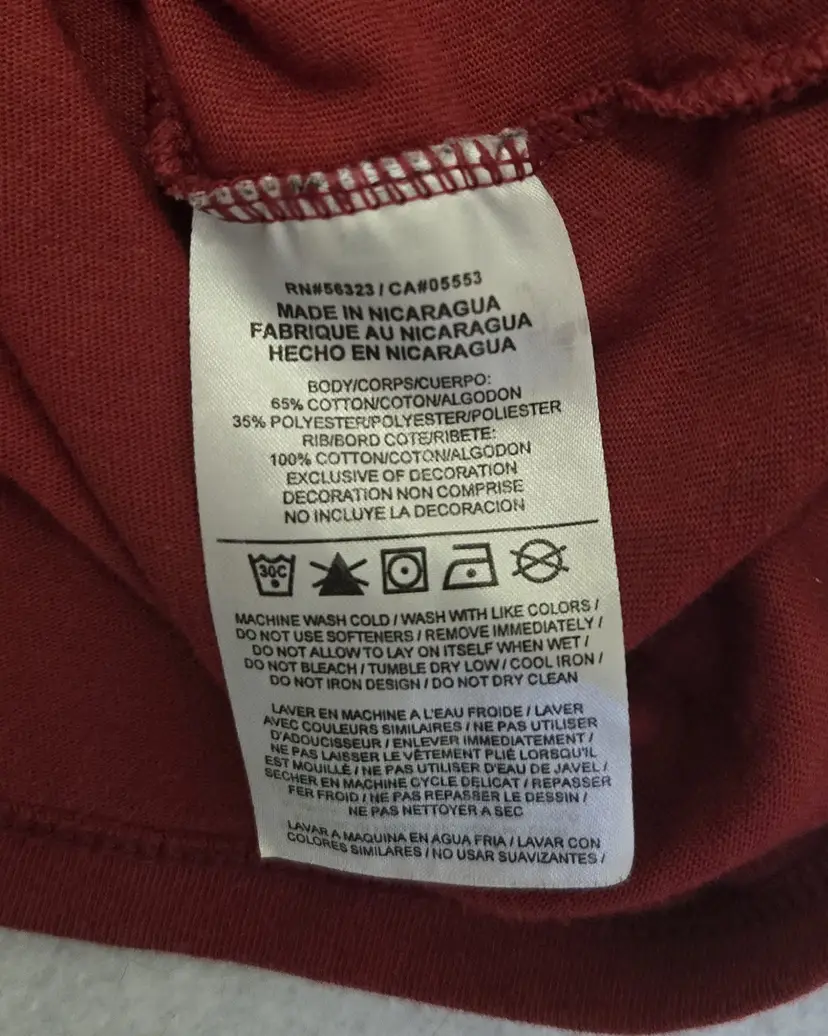 RN#56323 / CA#05553
MADE IN NICARAGUA
FABRIQUE AU NICARAGUA
HECHO EN NICARAGUA
BODY/CORPS/CUERPO:
65% COTTON/COTON/ALGODON
35% POLYESTER/POLYESTER/POLIESTER
RIB/BORD COTE/RIBETE:
100% COTTON/COTON/ALGODON
EXCLUSIVE OF DECORATION
DECORATION NON COMPRISE
NO INCLUYE LA DECORACION
30C
MACHINE WASH COLD / WASH WITH LIKE COLORS /
DO NOT USE SOFTENERS / REMOVE IMMEDIATELY /
DO NOT ALLOW TO LAY ON ITSELF WHEN WET /
DO NOT BLEACH / TUMBLE DRY LOW / COOL IRON /
DO NOT IRON DESIGN / DO NOT DRY CLEAN
LAVER EN MACHINE A L'EAU FROIDE / LAVER
AVEC COULEURS SIMILAIRES / NE PAS UTILISER
D'ADOUCISSEUR / ENLEVER IMMEDIATEMENT /
NE PAS LAISSER LE VÊTEMENT PLIÉ LORSQU'IL
EST MOUILLÉ / NE PAS UTILISER D'EAU DE JAVEL /
SECHER EN MACHINE CYCLE DELICAT / REPASSER
FER FROID / NE PAS REPASSER LE DESSIN /
NE PAS NETTOYER A SEC
LAVAR A MAQUINA EN AGUA FRIA / LAVAR CON
COLORES SIMILARES / NO USAR SUAVIZANTES /